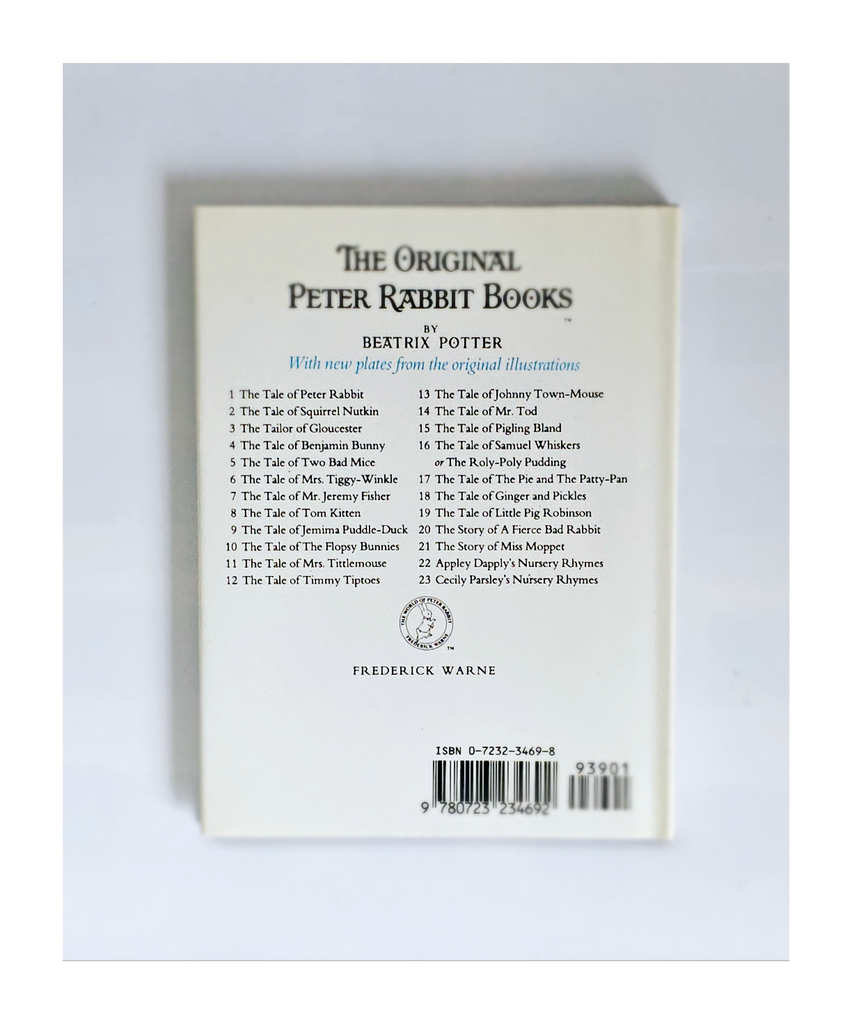 THE ORIGINAL
PETER RABBIT BOOKS
™
BY
BEATRIX POTTER
With new plates from the original illustrations
1 The Tale of Peter Rabbit
2 The Tale of Squirrel Nutkin
3 The Tailor of Gloucester
4 The Tale of Benjamin Bunny
5 The Tale of Two Bad Mice
6 The Tale of Mrs. Tiggy-Winkle
7 The Tale of Mr. Jeremy Fisher
8 The Tale of Tom Kitten
9 The Tale of Jemima Puddle-Duck
10 The Tale of The Flopsy Bunnies
11 The Tale of Mrs. Tittlemouse
12 The Tale of Timmy Tiptoes
13 The Tale of Johnny Town-Mouse
14 The Tale of Mr. Tod
15 The Tale of Pigling Bland
16 The Tale of Samuel Whiskers
or The Roly-Poly Pudding
17 The Tale of The Pie and The Patty-Pan
18 The Tale of Ginger and Pickles
19 The Tale of Little Pig Robinson
20 The Story of A Fierce Bad Rabbit
21 The Story of Miss Moppet
22 Appley Dapply's Nursery Rhymes
23 Cecily Parsley's Nursery Rhymes
THE WORLD OF PETER RABBIT
FREDERICK WARNE
™
FREDERICK WARNE
ISBN 0-7232-3469-8
93901
9 780723 234692